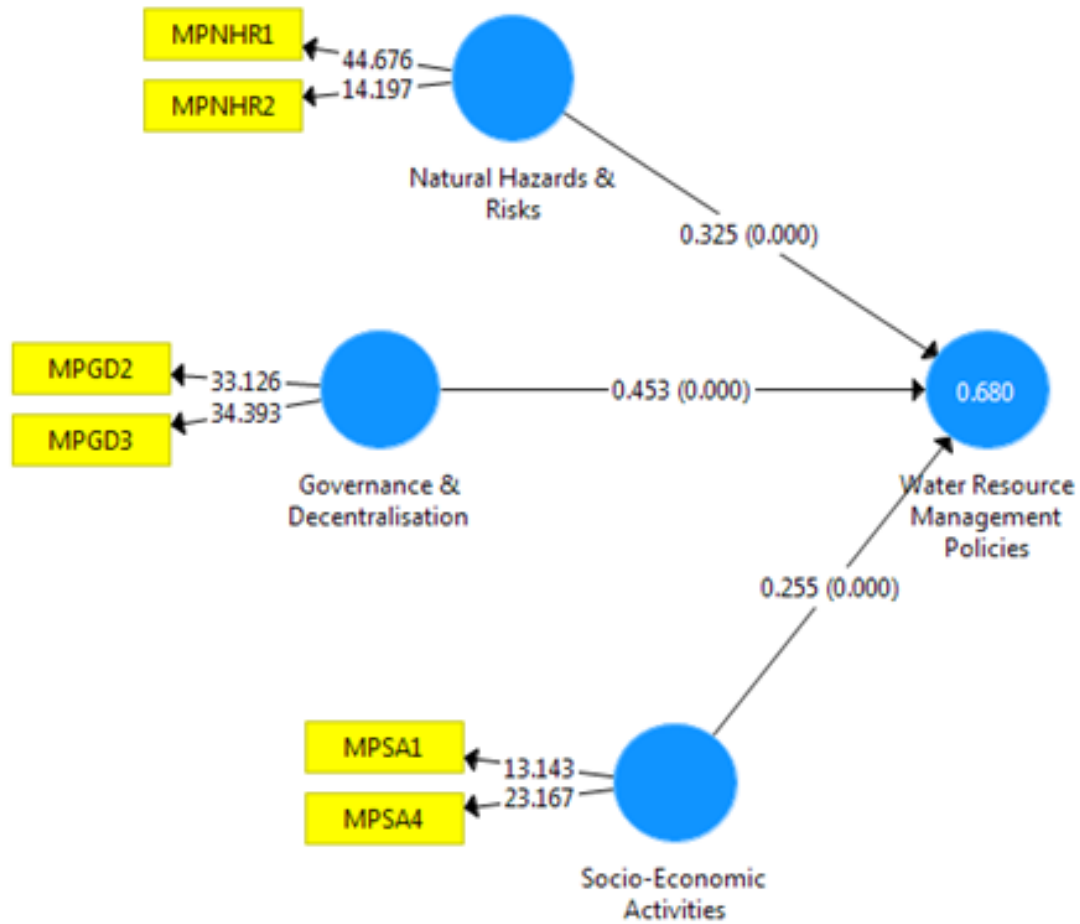 MPNHR1
44.676
14.197
MPNHR2
Natural Hazards &
Risks
0.325 (0.000)
MPGD2
33.126
34.393
MPGD3
0.453 (0.000)
0.680
Governance &
Decentralisation
Water Resource
Management
Policies
0.255 (0.000)
MPSA1
13.143
23.167
MPSA4
Socio-Economic
Activities